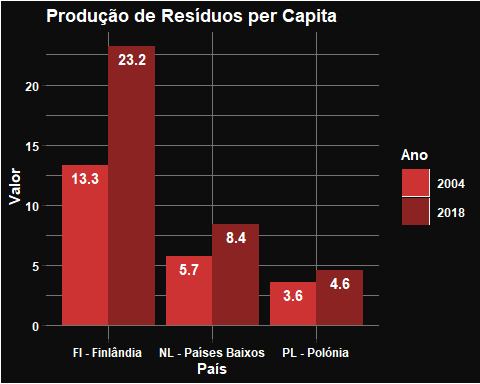 Produção de Resíduos per Capita
23.2
13.3
8.4
5.7
4.6
3.6
20
15
10
5
0
Valor
FI - Finlândia
NL - Países Baixos
PL - Polónia
País
Ano
2004
2018